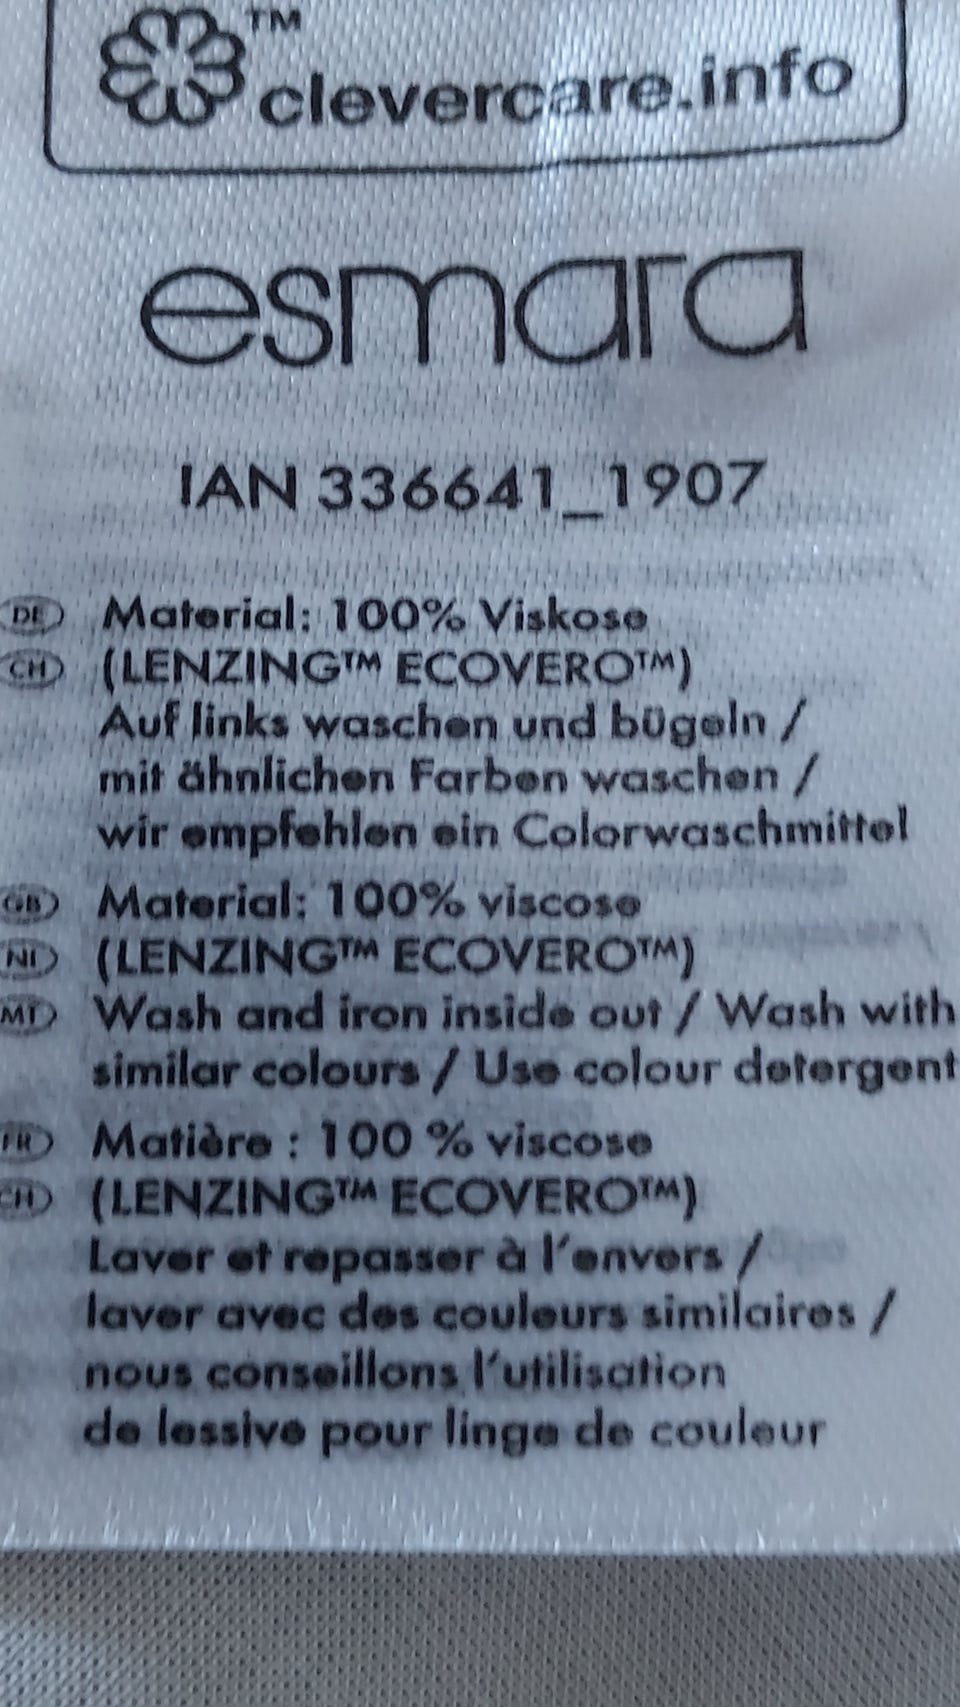 ™
clevercare.info
esmara
IAN 336641_1907
DE Material: 100% Viskose
CH (LENZING™ ECOVERO™)
Auf links waschen und bügeln /
mit ähnlichen Farben waschen /
wir empfehlen ein Colorwaschmittel
GB Material: 100% viscose
NI (LENZING™ ECOVERO™)
MT Wash and iron inside out / Wash with
similar colours / Use colour detergent
FR Matière : 100 % viscose
CH (LENZING™ ECOVERO™)
Laver et repasser à l'envers /
laver avec des couleurs similaires /
nous conseillons l'utilisation
de lessive pour linge de couleur